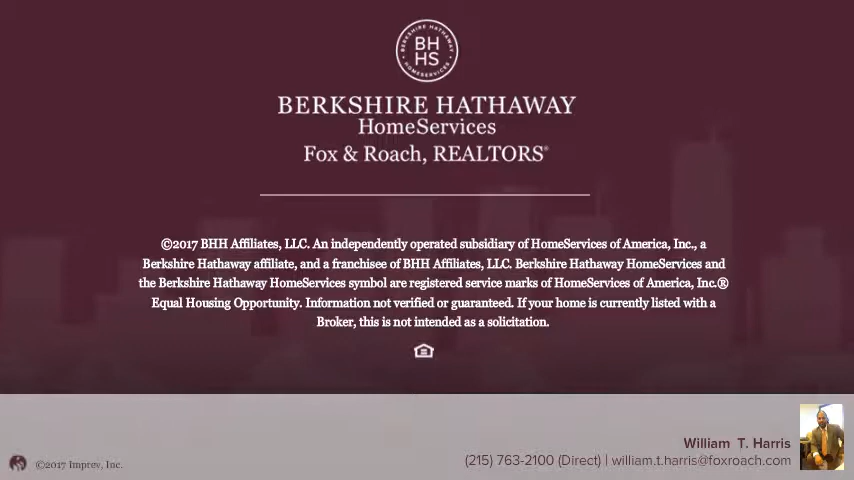 BERKSHIRE HATHAWAY
BH
HS
HOMESERVICES
BERKSHIRE HATHAWAY
HomeServices
Fox & Roach, REALTORS®
©2017 BHH Affiliates, LLC. An independently operated subsidiary of HomeServices of America, Inc., a
Berkshire Hathaway affiliate, and a franchisee of BHH Affiliates, LLC. Berkshire Hathaway HomeServices and
the Berkshire Hathaway HomeServices symbol are registered service marks of HomeServices of America, Inc.®
Equal Housing Opportunity. Information not verified or guaranteed. If your home is currently listed with a
Broker, this is not intended as a solicitation.
William T. Harris
(215) 763-2100 (Direct) | william.t.harris@foxroach.com
©2017 Imprev, Inc.